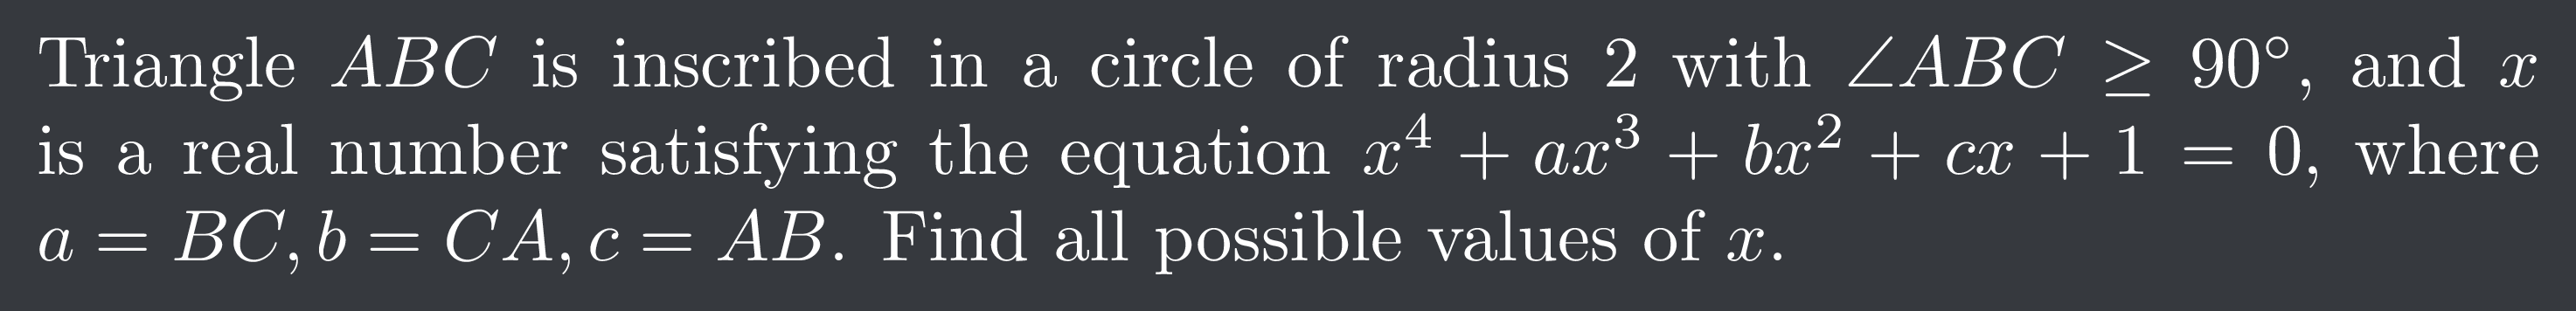 Triangle ABC is inscribed in a circle of radius 2 with ∠ABC ≥ 90°, and x
is a real number satisfying the equation x⁴ + ax³ + bx² + cx + 1 = 0, where
a = BC, b = CA, c = AB. Find all possible values of x.